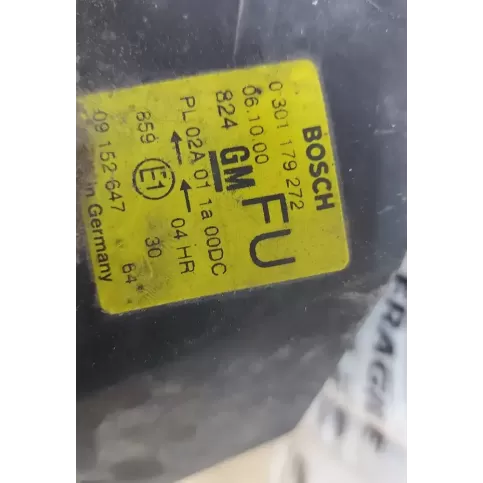 BOSCH
0 301 179 272
06.10.00
824 GM FU
PL 02A 01 1a 00DC
04 HR
859 E1 30
64
09 152 647
in Germany
ERAGAE